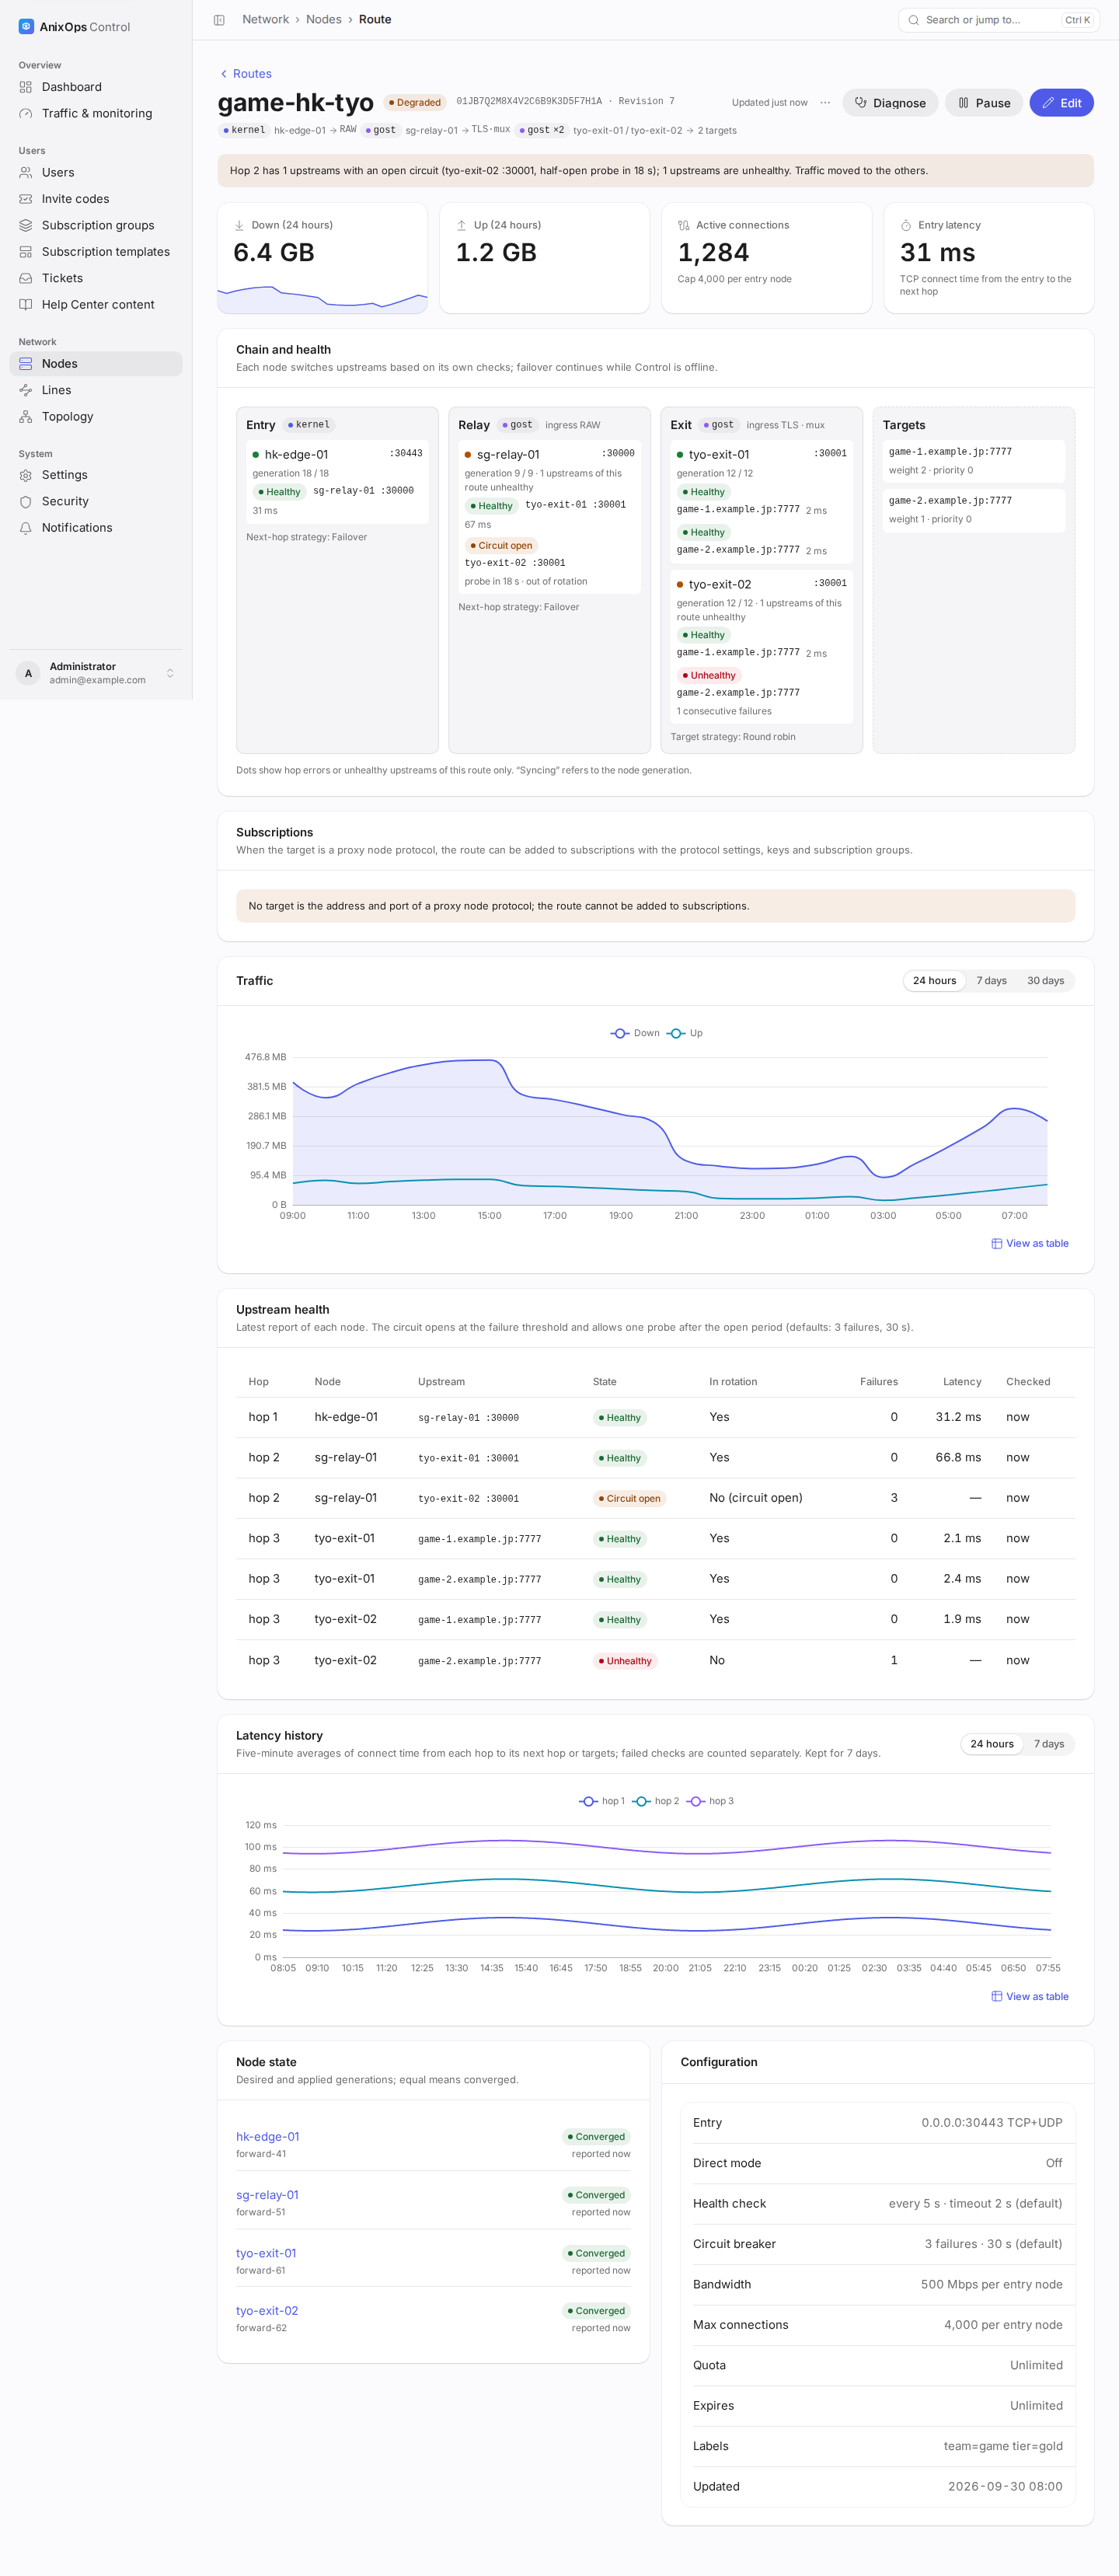 AnixOps Control
Overview
Dashboard
Traffic & monitoring
Users
Users
Invite codes
Subscription groups
Subscription templates
Tickets
Help Center content
Network
Nodes
Lines
Topology
System
Settings
Security
Notifications
A
Administrator
admin@example.com
Network › Nodes › Route
Search or jump to...
Ctrl K
Routes
game-hk-tyo
Degraded
01JB7Q2M8X4V2C6B9K3D5F7H1A · Revision 7
Updated just now
Diagnose
Pause
Edit
kernel hk-edge-01 → RAW gost sg-relay-01 → TLS·mux gost ×2 tyo-exit-01 / tyo-exit-02 → 2 targets
Hop 2 has 1 upstreams with an open circuit (tyo-exit-02 :30001, half-open probe in 18 s); 1 upstreams are unhealthy. Traffic moved to the others.
Down (24 hours)
6.4 GB
Up (24 hours)
1.2 GB
Active connections
1,284
Cap 4,000 per entry node
Entry latency
31 ms
TCP connect time from the entry to the
next hop
Chain and health
Each node switches upstreams based on its own checks; failover continues while Control is offline.
Entry kernel
hk-edge-01 :30443
generation 18 / 18
Healthy sg-relay-01 :30000
31 ms
Next-hop strategy: Failover
Relay gost ingress RAW
sg-relay-01 :30000
generation 9 / 9 · 1 upstreams of this
route unhealthy
Healthy tyo-exit-01 :30001
67 ms
Circuit open
tyo-exit-02 :30001
probe in 18 s · out of rotation
Next-hop strategy: Failover
Exit gost ingress TLS · mux
tyo-exit-01 :30001
generation 12 / 12
Healthy
game-1.example.jp:7777 2 ms
Healthy
game-2.example.jp:7777 2 ms
tyo-exit-02 :30001
generation 12 / 12 · 1 upstreams of this
route unhealthy
Healthy
game-1.example.jp:7777 2 ms
Unhealthy
game-2.example.jp:7777
1 consecutive failures
Target strategy: Round robin
Targets
game-1.example.jp:7777
weight 2 · priority 0
game-2.example.jp:7777
weight 1 · priority 0
Dots show hop errors or unhealthy upstreams of this route only. “Syncing” refers to the node generation.
Subscriptions
When the target is a proxy node protocol, the route can be added to subscriptions with the protocol settings, keys and subscription groups.
No target is the address and port of a proxy node protocol; the route cannot be added to subscriptions.
Traffic
24 hours 7 days 30 days
Down Up
476.8 MB
381.5 MB
286.1 MB
190.7 MB
95.4 MB
0 B
09:00 11:00 13:00 15:00 17:00 19:00 21:00 23:00 01:00 03:00 05:00 07:00
View as table
Upstream health
Latest report of each node. The circuit opens at the failure threshold and allows one probe after the open period (defaults: 3 failures, 30 s).
Hop Node Upstream State In rotation Failures Latency Checked
hop 1 hk-edge-01 sg-relay-01 :30000 Healthy Yes 0 31.2 ms now
hop 2 sg-relay-01 tyo-exit-01 :30001 Healthy Yes 0 66.8 ms now
hop 2 sg-relay-01 tyo-exit-02 :30001 Circuit open No (circuit open) 3 — now
hop 3 tyo-exit-01 game-1.example.jp:7777 Healthy Yes 0 2.1 ms now
hop 3 tyo-exit-01 game-2.example.jp:7777 Healthy Yes 0 2.4 ms now
hop 3 tyo-exit-02 game-1.example.jp:7777 Healthy Yes 0 1.9 ms now
hop 3 tyo-exit-02 game-2.example.jp:7777 Unhealthy No 1 — now
Latency history
Five-minute averages of connect time from each hop to its next hop or targets; failed checks are counted separately. Kept for 7 days.
24 hours 7 days
hop 1 hop 2 hop 3
120 ms
100 ms
80 ms
60 ms
40 ms
20 ms
0 ms
08:05 09:10 10:15 11:20 12:25 13:30 14:35 15:40 16:45 17:50 18:55 20:00 21:05 22:10 23:15 00:20 01:25 02:30 03:35 04:40 05:45 06:50 07:55
View as table
Node state
Desired and applied generations; equal means converged.
hk-edge-01 Converged
forward-41 reported now
sg-relay-01 Converged
forward-51 reported now
tyo-exit-01 Converged
forward-61 reported now
tyo-exit-02 Converged
forward-62 reported now
Configuration
Entry 0.0.0.0:30443 TCP+UDP
Direct mode Off
Health check every 5 s · timeout 2 s (default)
Circuit breaker 3 failures · 30 s (default)
Bandwidth 500 Mbps per entry node
Max connections 4,000 per entry node
Quota Unlimited
Expires Unlimited
Labels team=game tier=gold
Updated 2026-09-30 08:00